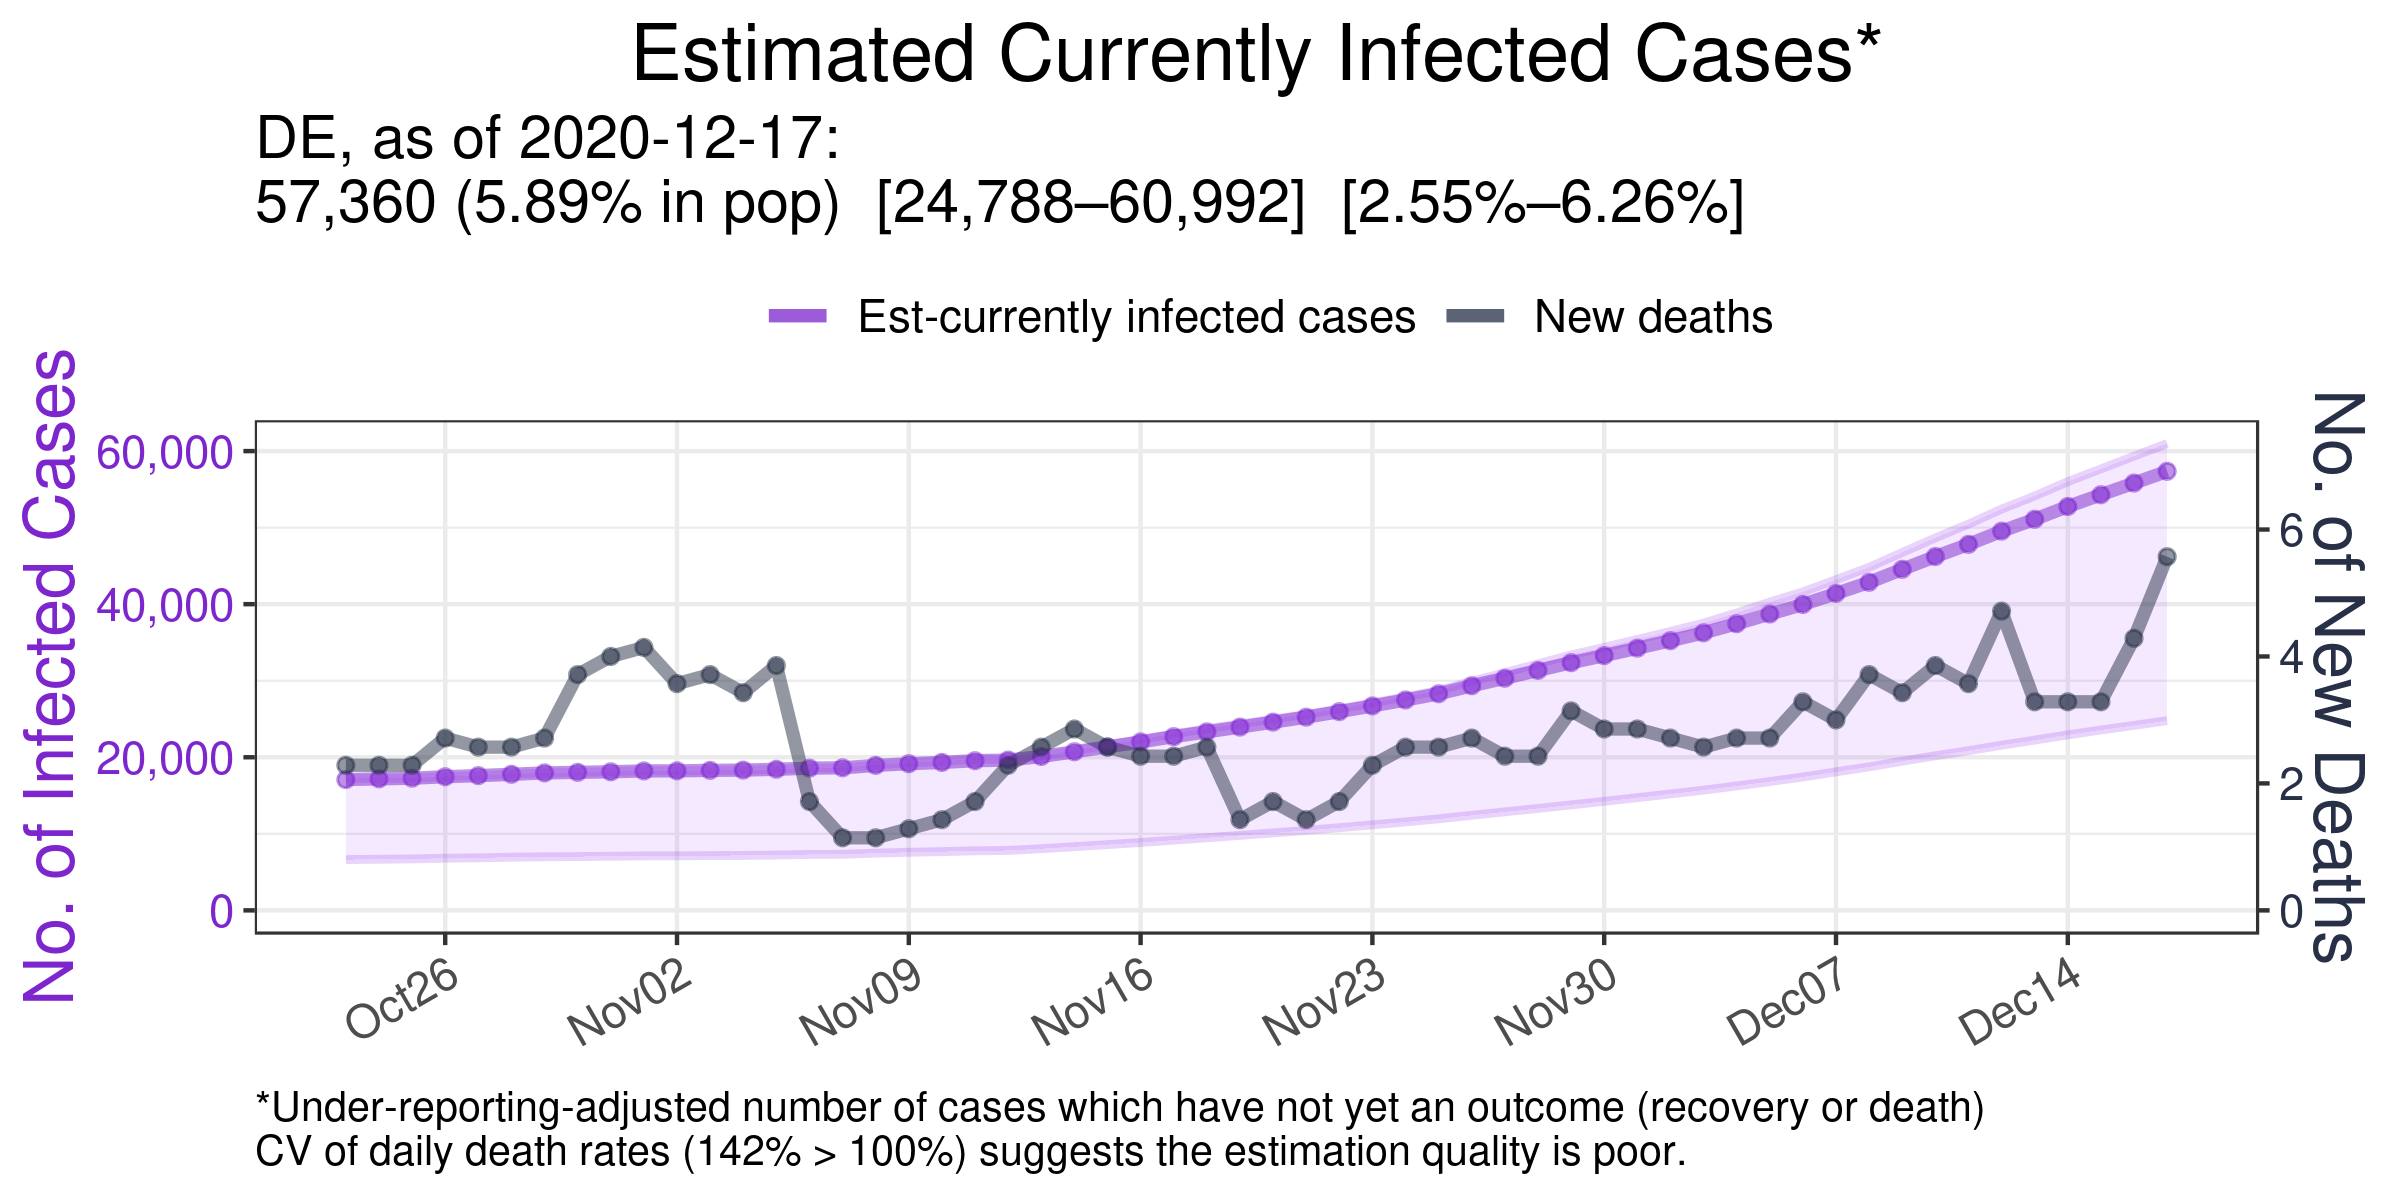 Estimated Currently Infected Cases*
DE, as of 2020-12-17:
57,360 (5.89% in pop)  [24,788–60,992]  [2.55%–6.26%]
Est-currently infected cases
New deaths
No. of Infected Cases
60,000
40,000
20,000
0
No. of New Deaths
6
4
2
0
Oct26
Nov02
Nov09
Nov16
Nov23
Nov30
Dec07
Dec14
*Under-reporting-adjusted number of cases which have not yet an outcome (recovery or death)
CV of daily death rates (142% > 100%) suggests the estimation quality is poor.